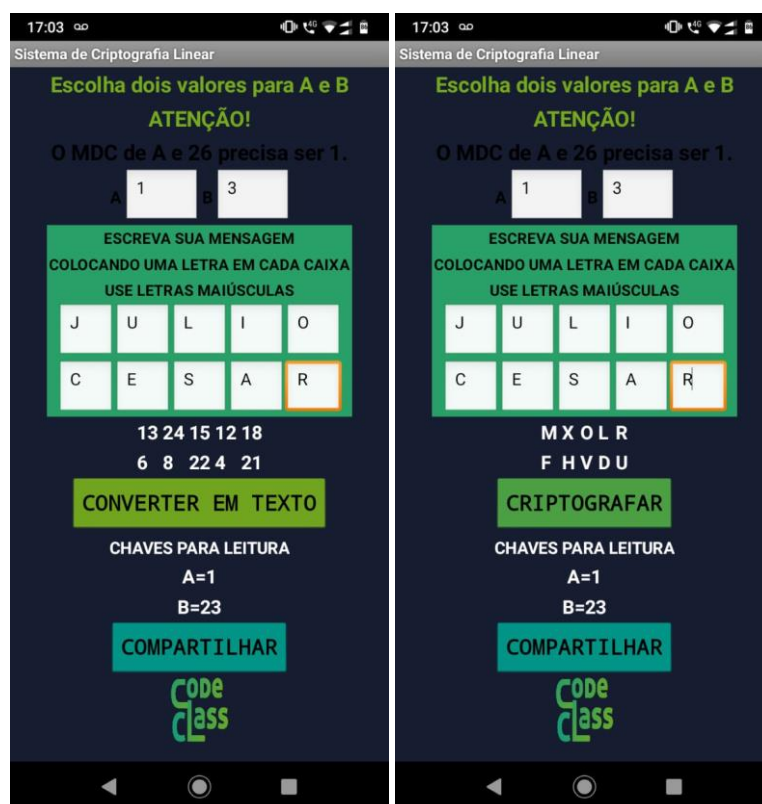 17:03
4G
Sistema de Criptografia Linear
Escolha dois valores para A e B
ATENÇÃO!
O MDC de A e 26 precisa ser 1.
A 1 B 3
ESCREVA SUA MENSAGEM
COLOCANDO UMA LETRA EM CADA CAIXA
USE LETRAS MAIÚSCULAS
J U L I O
C E S A R
13 24 15 12 18
6 8 22 4 21
CONVERTER EM TEXTO
CHAVES PARA LEITURA
A=1
B=23
COMPARTILHAR
CODe
cLass
17:03
4G
Sistema de Criptografia Linear
Escolha dois valores para A e B
ATENÇÃO!
O MDC de A e 26 precisa ser 1.
A 1 B 3
ESCREVA SUA MENSAGEM
COLOCANDO UMA LETRA EM CADA CAIXA
USE LETRAS MAIÚSCULAS
J U L I O
C E S A R
M X O L R
F H V D U
CRIPTOGRAFAR
CHAVES PARA LEITURA
A=1
B=23
COMPARTILHAR
CODe
cLass